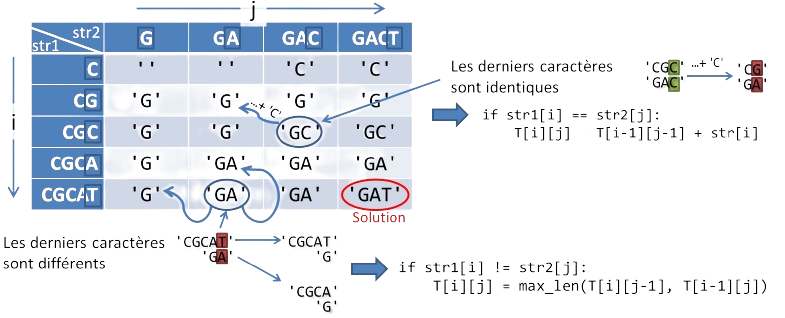 j
str2
str1
G GA GAC GACT
C ' ' ' ' 'C' 'C'
CG 'G' 'G' 'G' 'G'
CGC 'G' 'G' 'GC' 'GC'
CGCA 'G' 'GA' 'GA' 'GA'
CGCAT 'G' 'GA' 'GA' 'GAT'
i
...+ 'C'
Solution
Les derniers caractères
sont identiques
'CGC' ...+ 'C' 'CG'
'GAC' 'GA'
if str1[i] == str2[j]:
T[i][j] T[i-1][j-1] + str[i]
Les derniers caractères
sont différents
'CGCAT' 'CGCAT'
'GA' 'G'
'CGCA'
'G'
if str1[i] != str2[j]:
T[i][j] = max_len(T[i][j-1], T[i-1][j])